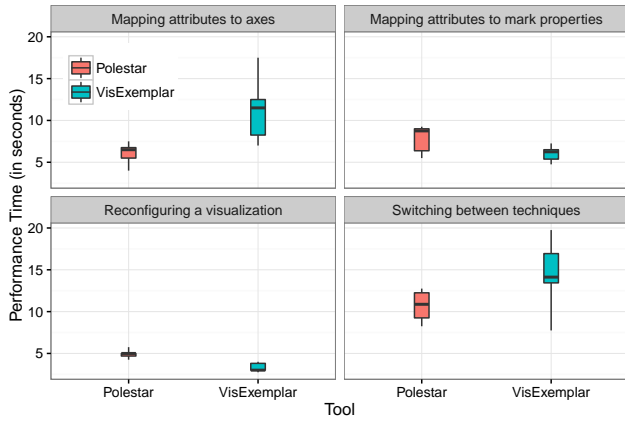 Mapping attributes to axes
Mapping attributes to mark properties
20
15
10
5
Polestar
VisExemplar
Reconfiguring a visualization
Switching between techniques
20
15
10
5
Performance Time (in seconds)
Polestar
VisExemplar
Polestar
VisExemplar
Tool